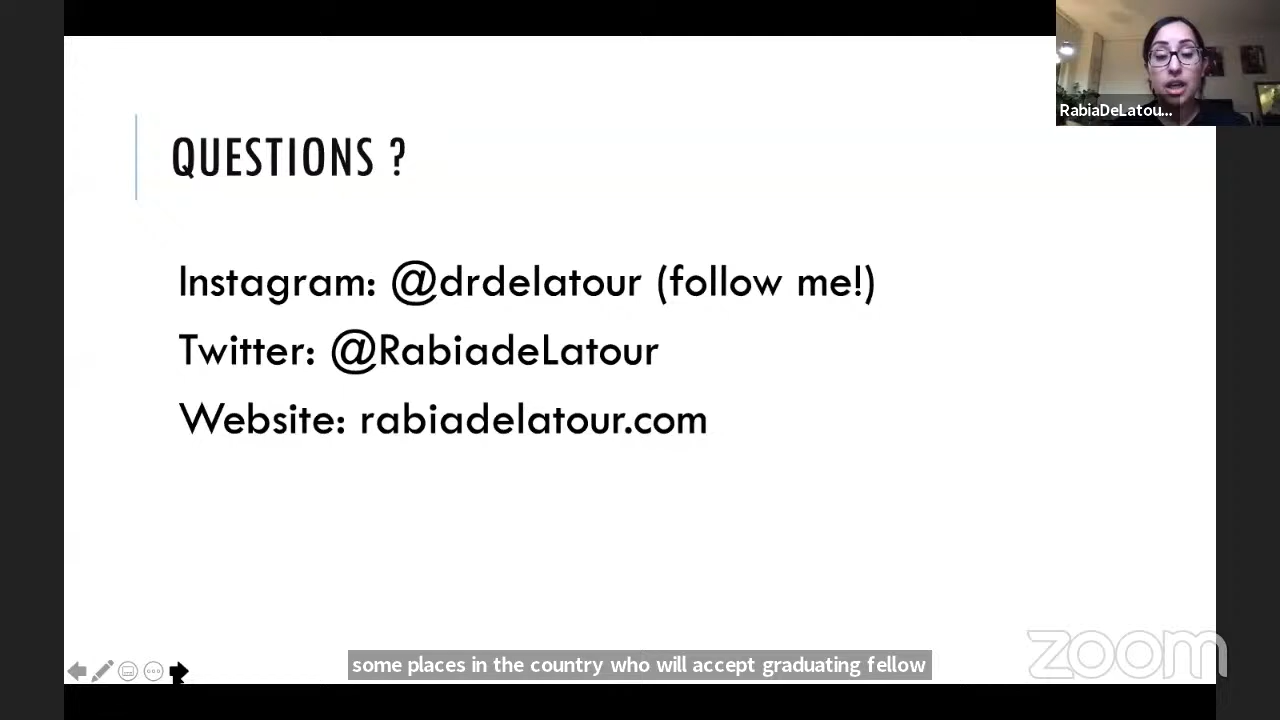 RabiaDeLatou...
QUESTIONS ?
Instagram: @drdelatour (follow me!)
Twitter: @RabiadeLatour
Website: rabiadelatour.com
some places in the country who will accept graduating fellow
zoom